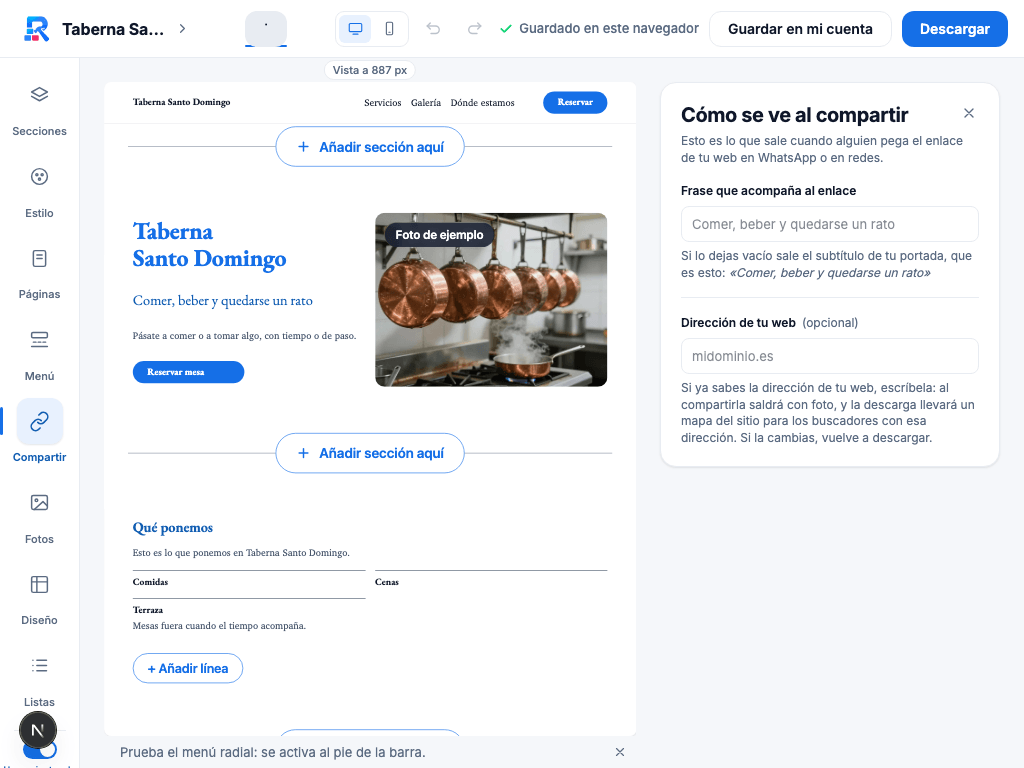 Taberna Sa...
Guardado en este navegador
Guardar en mi cuenta
Descargar
Vista a 887 px
Secciones
Estilo
Páginas
Menú
Compartir
Fotos
Diseño
Listas
N
Taberna Santo Domingo
Servicios
Galería
Dónde estamos
Reservar
+ Añadir sección aquí
Taberna
Santo Domingo
Comer, beber y quedarse un rato
Pásate a comer o a tomar algo, con tiempo o de paso.
Reservar mesa
Foto de ejemplo
+ Añadir sección aquí
Qué ponemos
Esto es lo que ponemos en Taberna Santo Domingo.
Comidas
Cenas
Terraza
Mesas fuera cuando el tiempo acompaña.
+ Añadir línea
Prueba el menú radial: se activa al pie de la barra.
Cómo se ve al compartir
Esto es lo que sale cuando alguien pega el enlace
de tu web en WhatsApp o en redes.
Frase que acompaña al enlace
Comer, beber y quedarse un rato
Si lo dejas vacío sale el subtítulo de tu portada, que
es esto: «Comer, beber y quedarse un rato»
Dirección de tu web (opcional)
midominio.es
Si ya sabes la dirección de tu web, escríbela: al
compartirla saldrá con foto, y la descarga llevará un
mapa del sitio para los buscadores con esa
dirección. Si la cambias, vuelve a descargar.